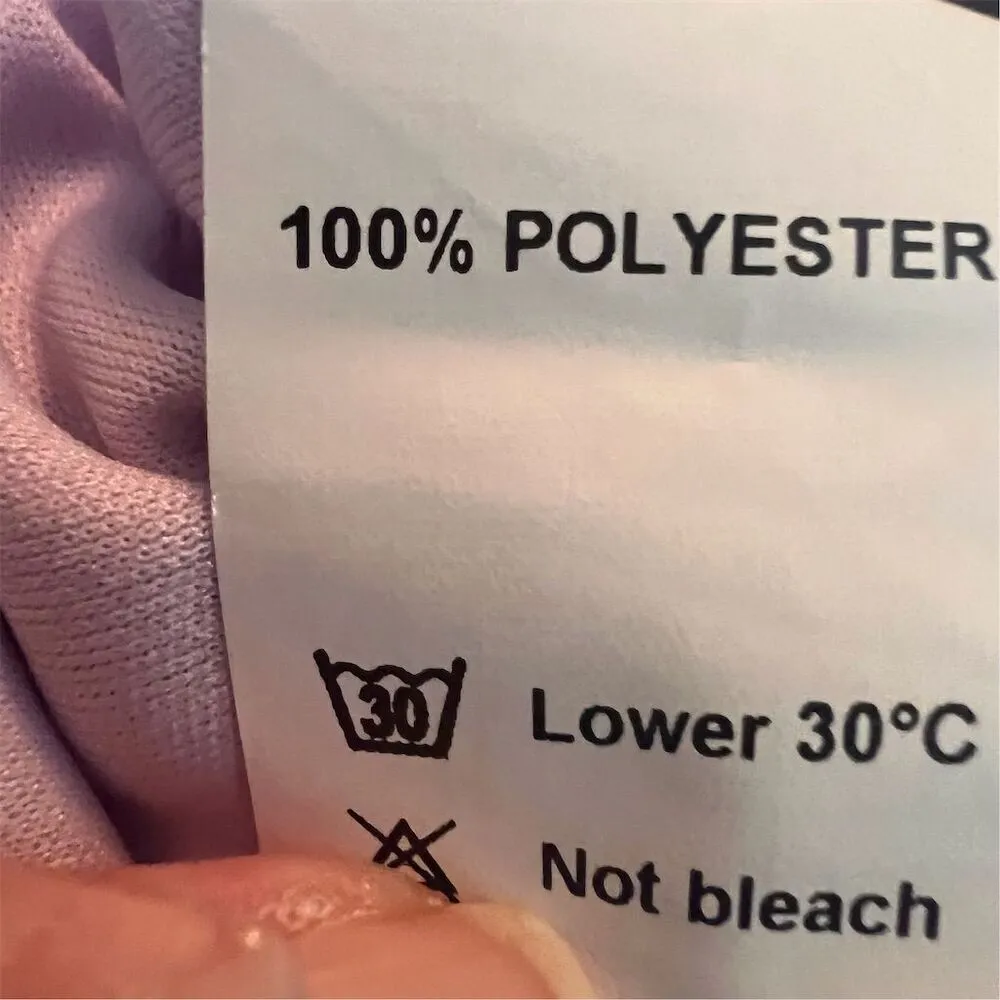 100% POLYESTER
30 Lower 30°C
Not bleach